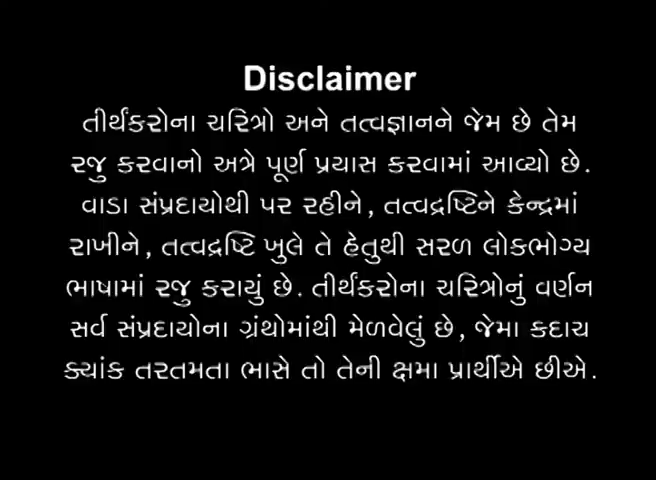 Disclaimer
તીર્થંકરોના ચરિત્રો અને તત્વજ્ઞાનને જેમ છે તેમ
રજુ કરવાનો અત્રે પૂર્ણ પ્રયાસ કરવામાં આવ્યો છે.
વાડા સંપ્રદાયોથી પર રહીને, તત્વદ્રષ્ટિને કેન્દ્રમાં
રાખીને, તત્વદ્રષ્ટિ ખુલે તે હેતુથી સરળ લોકભોગ્ય
ભાષામાં રજુ કરાયું છે. તીર્થંકરોના ચરિત્રોનું વર્ણન
સર્વ સંપ્રદાયોના ગ્રંથોમાંથી મેળવેલું છે, જેમા કદાચ
ક્યાંક તરતમતા ભાસે તો તેની ક્ષમા પ્રાર્થીએ છીએ.